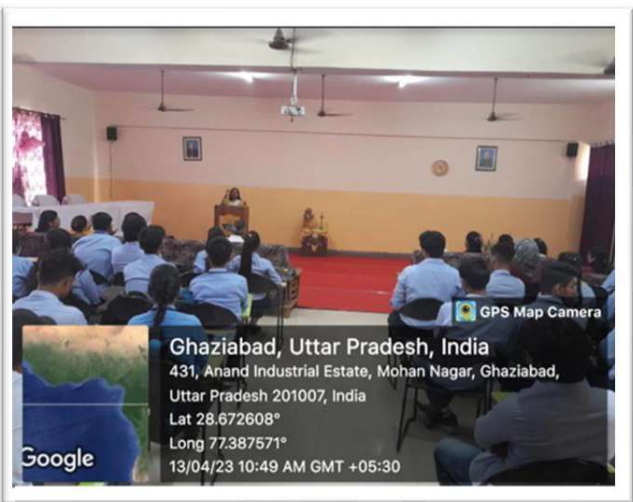 GPS Map Camera
Ghaziabad, Uttar Pradesh, India
431, Anand Industrial Estate, Mohan Nagar, Ghaziabad,
Uttar Pradesh 201007, India
Lat 28.672608°
Long 77.387571°
13/04/23 10:49 AM GMT +05:30
Google